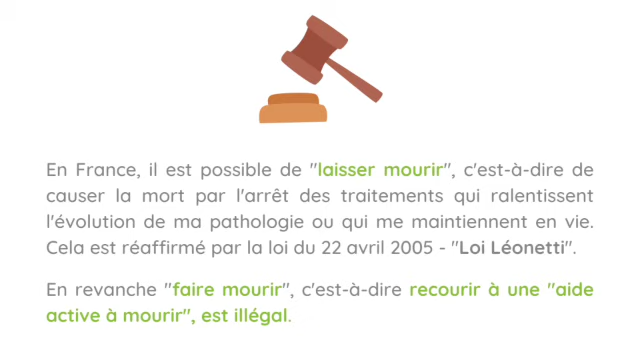 En France, il est possible de "laisser mourir", c'est-à-dire de
causer la mort par l'arrêt des traitements qui ralentissent
l'évolution de ma pathologie ou qui me maintiennent en vie.
Cela est réaffirmé par la loi du 22 avril 2005 - "Loi Léonetti".
En revanche "faire mourir", c'est-à-dire recourir à une "aide
active à mourir", est illégal.